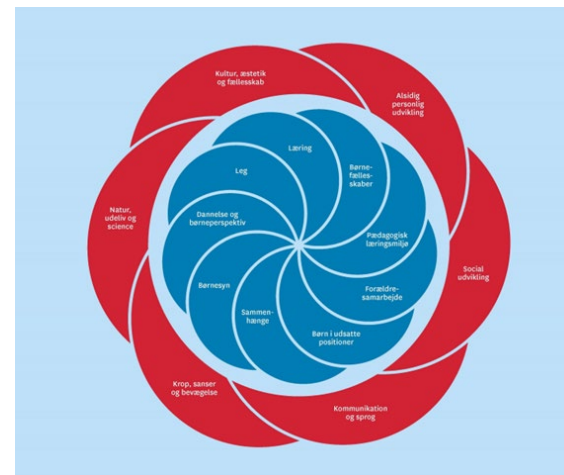 Kultur, æstetik
og fællesskab
Alsidig
personlig
udvikling
Social
udvikling
Kommunikation
og sprog
Krop, sanser
og bevægelse
Natur,
udeliv og
science
Læring
Børne-
fælles-
skaber
Pædagogisk
læringsmiljø
Forældre-
samarbejde
Børn i udsatte
positioner
Sammen-
hænge
Børnesyn
Dannelse og
børneperspektiv
Leg